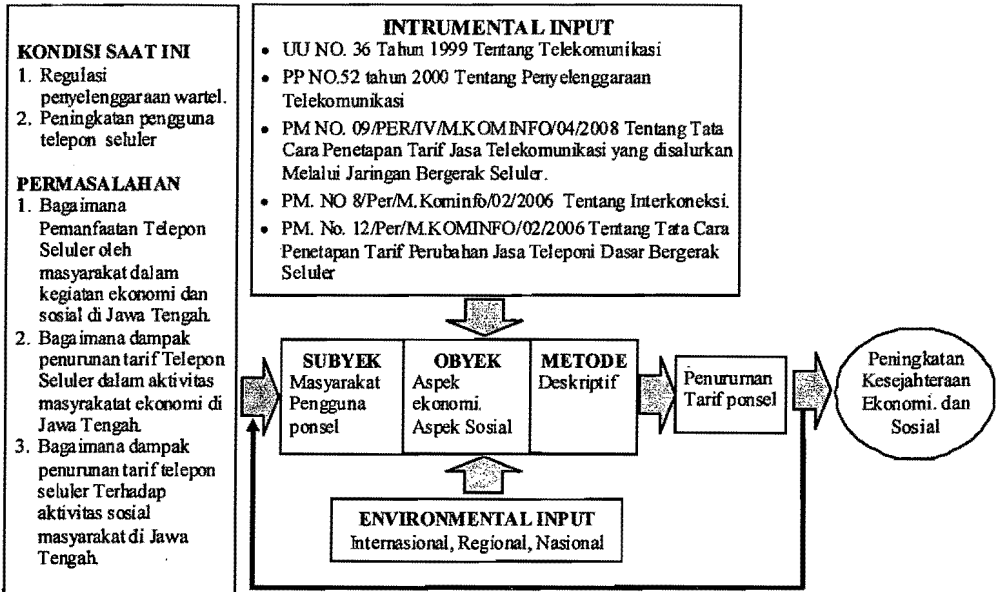 KONDISI SAAT INI
1. Regulasi
penyelenggaraan wartel.
2. Peningkatan pengguna
telepon seluler
PERMASALAHAN
1. Bagaimana
Pemanfaatan Telepon
Seluler oleh
masyarakat dalam
kegiatan ekonomi dan
sosial di Jawa Tengah.
2. Bagaimana dampak
penurunan tarif Telepon
Seluler dalam aktivitas
masyrakatat ekonomi di
Jawa Tengah.
3. Bagaimana dampak
penurunan tarif telepon
seluler Terhadap
aktivitas sosial
masyarakat di Jawa
Tengah.
INTRUMENTAL INPUT
• UU NO. 36 Tahun 1999 Tentang Telekomunikasi
• PP NO.52 tahun 2000 Tentang Penyelenggaraan
Telekomunikasi
• PM NO. 09/PER/IV/M.KOMINFO/04/2008 Tentang Tata
Cara Penetapan Tarif Jasa Telekomunikasi yang disalurkan
Melalui Jaringan Bergerak Seluler.
• PM. NO 8/Per/M.Kominfo/02/2006 Tentang Interkoneksi.
• PM. No. 12/Per/M.KOMINFO/02/2006 Tentang Tata Cara
Penetapan Tarif Perubahan Jasa Teleponi Dasar Bergerak
Seluler
SUBYEK
Masyarakat
Pengguna
ponsel
OBYEK
Aspek
ekonomi.
Aspek Sosial
METODE
Deskriptif
Penuruman
Tarif ponsel
Peningkatan
Kesejahteraan
Ekonomi. dan
Sosial
ENVIRONMENTAL INPUT
Internasional, Regional, Nasional